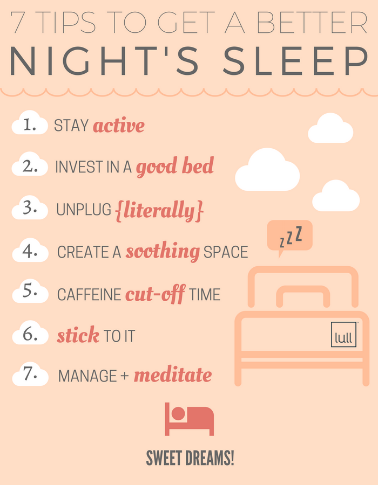 7 TIPS TO GET A BETTER
NIGHT'S SLEEP
1. STAY active
2. INVEST IN A good bed
3. UNPLUG {literally}
4. CREATE A soothing SPACE
zzZ
5. CAFFEINE cut-off TIME
6. stick TO IT
lull
7. MANAGE + meditate
SWEET DREAMS!